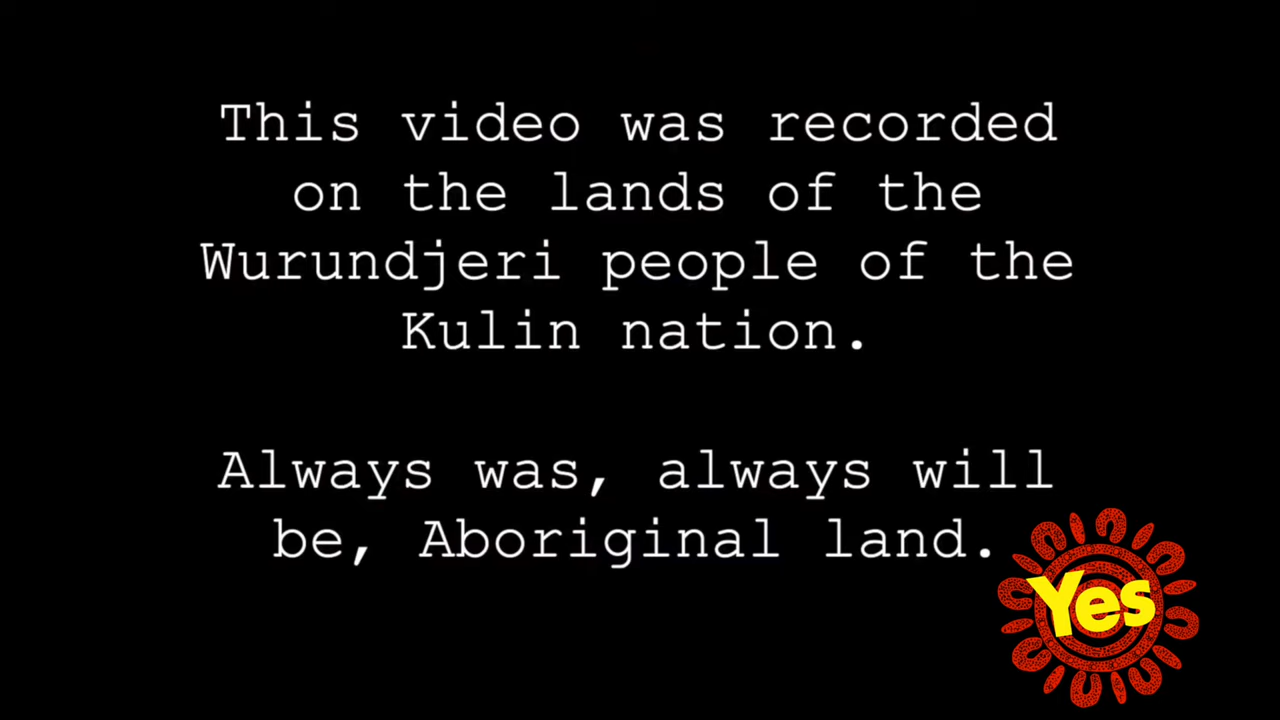 This video was recorded
on the lands of the
Wurundjeri people of the
Kulin nation.
Always was, always will
be, Aboriginal land.
Yes